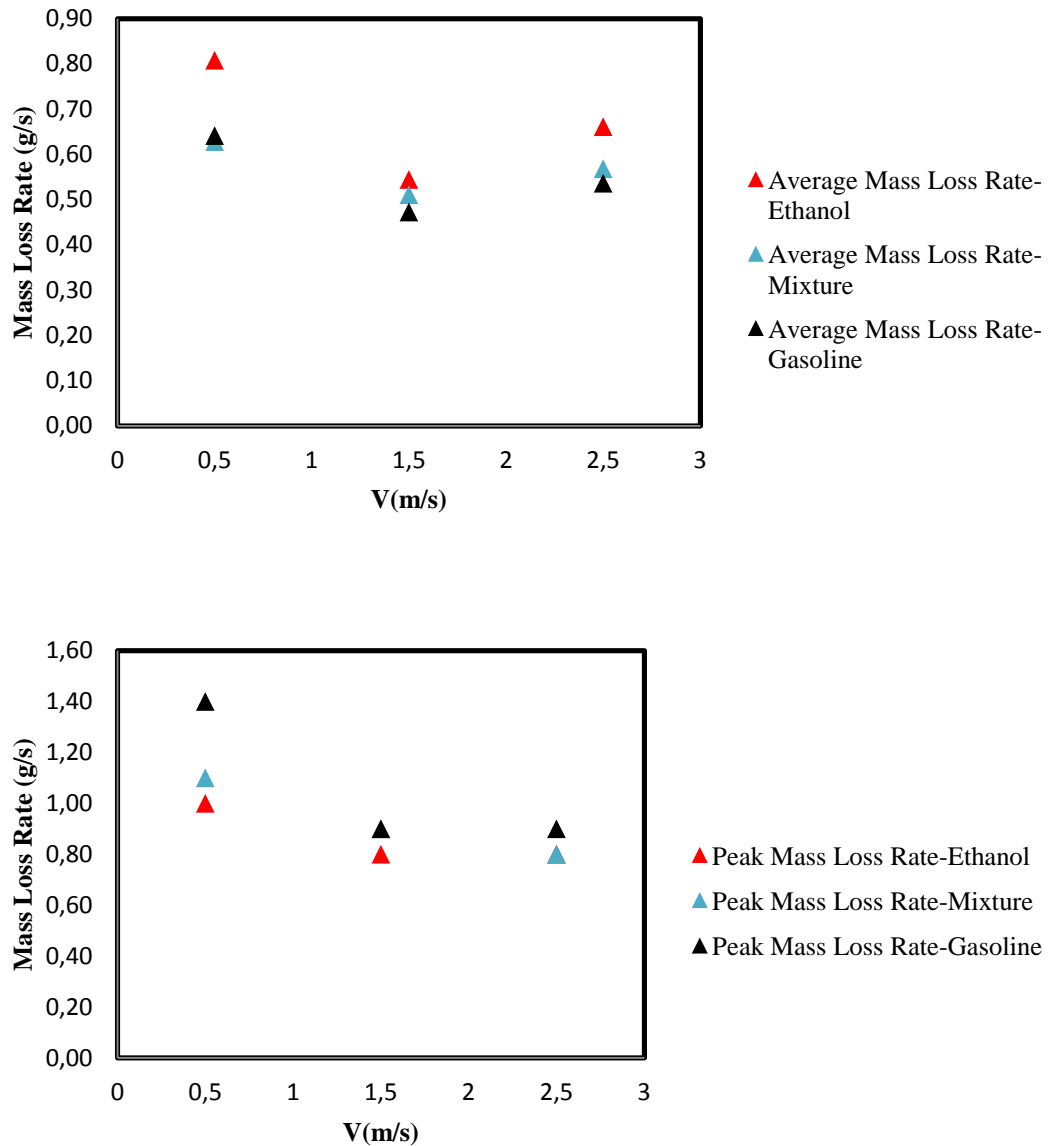 0,90
0,80
0,70
0,60
0,50
0,40
0,30
0,20
0,10
0,00
Mass Loss Rate (g/s)
0 0,5 1 1,5 2 2,5 3
V(m/s)
Average Mass Loss Rate-
Ethanol
Average Mass Loss Rate-
Mixture
Average Mass Loss Rate-
Gasoline
1,60
1,40
1,20
1,00
0,80
0,60
0,40
0,20
0,00
Mass Loss Rate (g/s)
0 0,5 1 1,5 2 2,5 3
V(m/s)
Peak Mass Loss Rate-Ethanol
Peak Mass Loss Rate-Mixture
Peak Mass Loss Rate-Gasoline